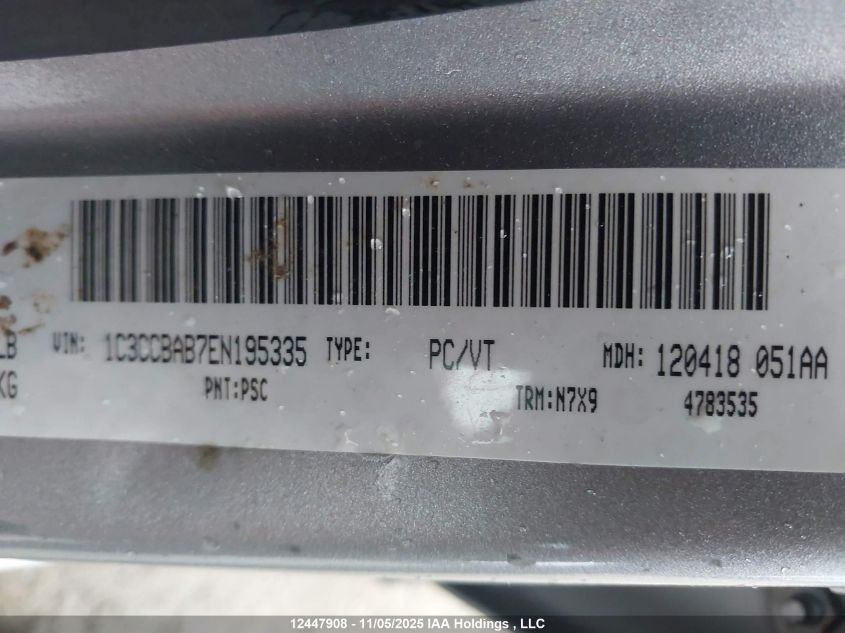 LB VIN: 1C3CCBAB7EN195335 TYPE: PC/VT MDH: 120418 051AA
KG PNT:PSC TRM:N7X9 4783535
12447908 - 11/05/2025 IAA Holdings , LLC